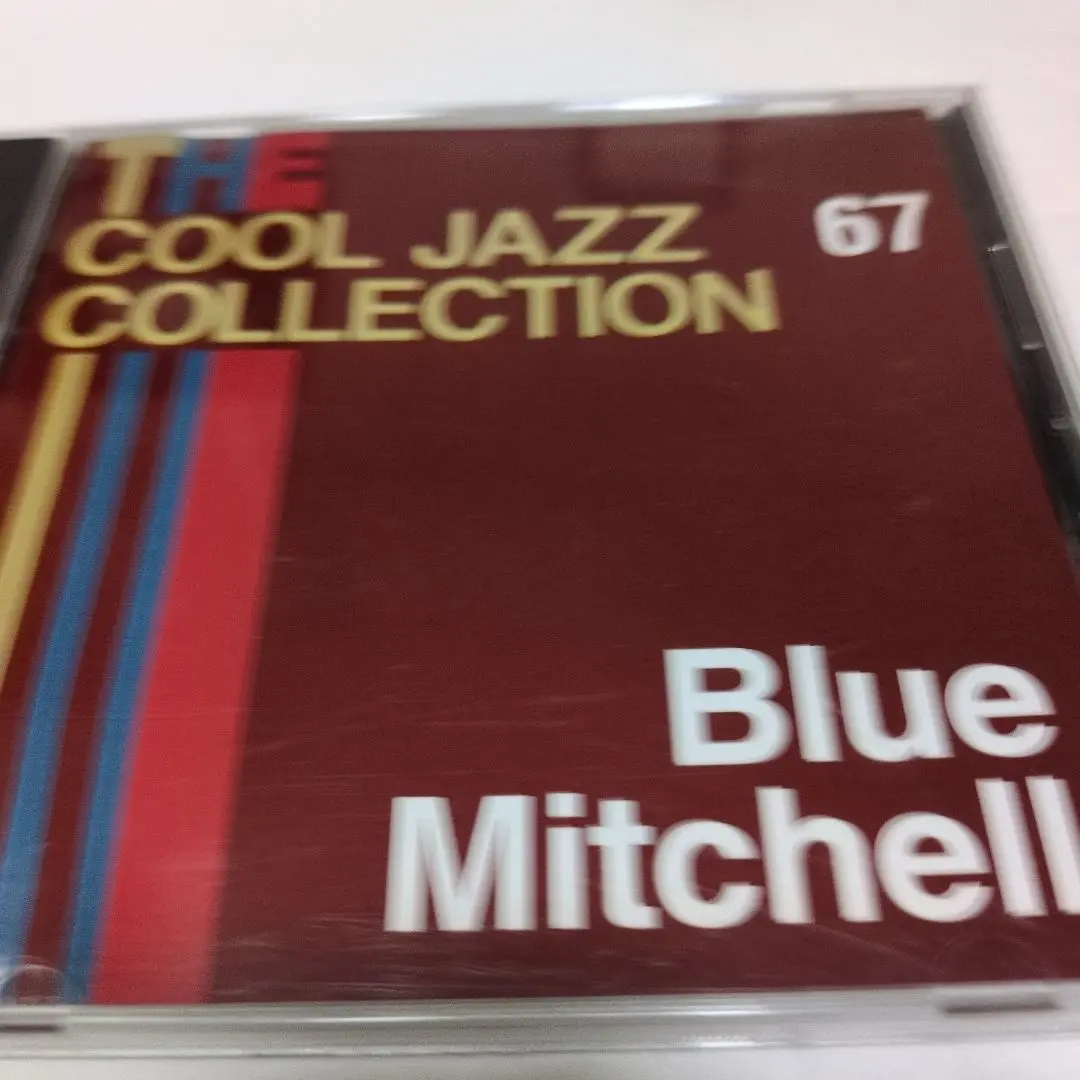 THE
COOL JAZZ
COLLECTION
67
Blue
Mitchell